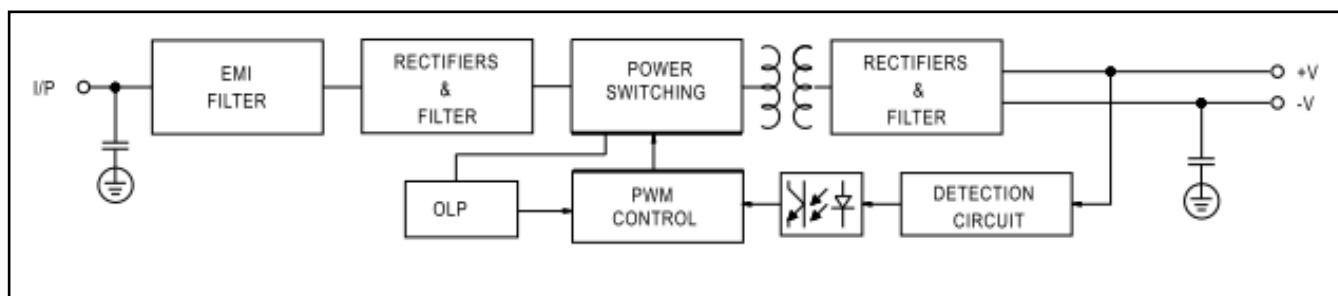 I/P
EMI
FILTER
RECTIFIERS
&
FILTER
POWER
SWITCHING
RECTIFIERS
&
FILTER
+V
-V
OLP
PWM
CONTROL
DETECTION
CIRCUIT